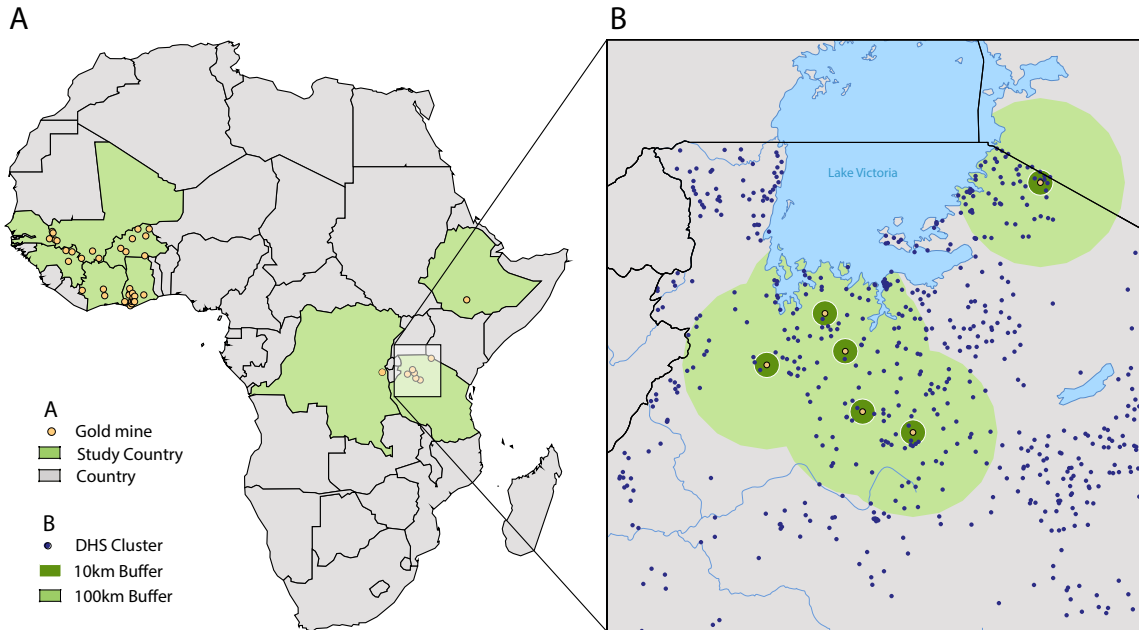 A
B
Lake Victoria
A
Gold mine
Study Country
Country
B
DHS Cluster
10km Buffer
100km Buffer